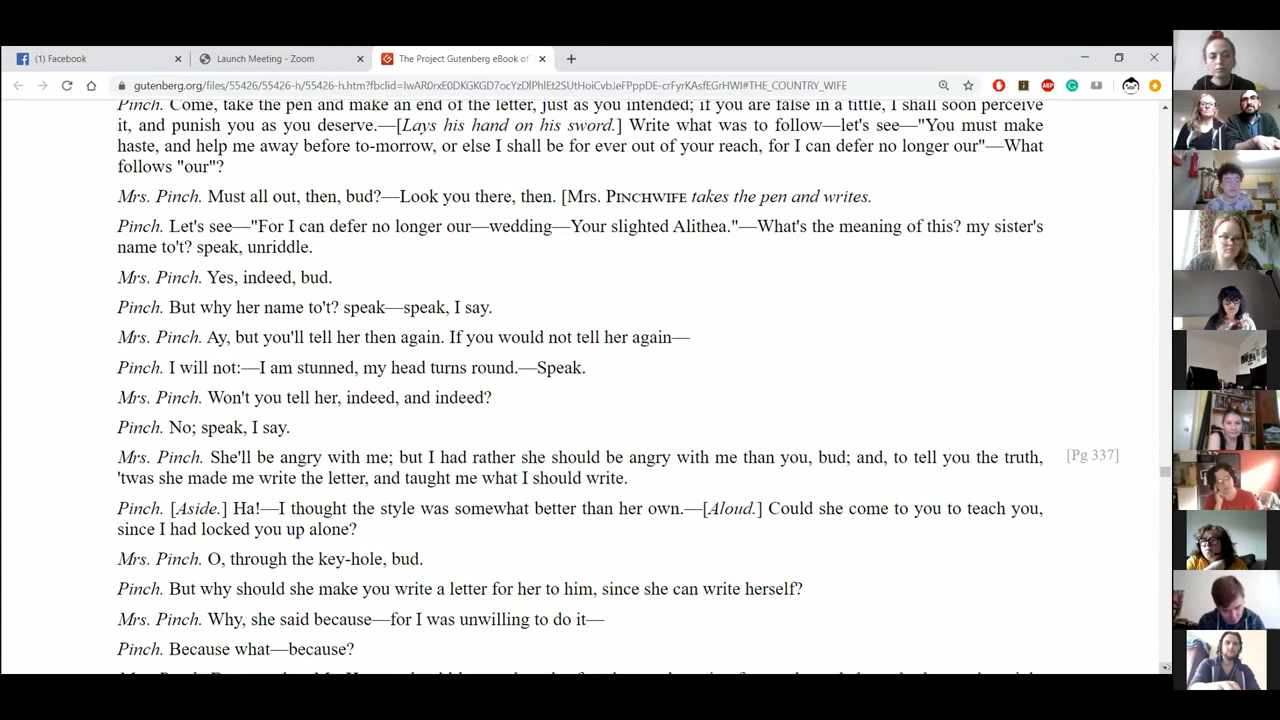 (1) Facebook
Launch Meeting - Zoom
The Project Gutenberg eBook of
gutenberg.org/files/55426/55426-h/55426-h.htm?fbclid=IwAR0rxE0DKGKGD7ocYzDlPhlEt2SUtHoiCvbJeFPppDE-crFyrKAsfEGrHWI#THE_COUNTRY_WIFE
ABP
Pinch. Come, take the pen and make an end of the letter, just as you intended; if you are false in a tittle, I shall soon perceive
it, and punish you as you deserve.—[Lays his hand on his sword.] Write what was to follow—let's see—"You must make
haste, and help me away before to-morrow, or else I shall be for ever out of your reach, for I can defer no longer our"—What
follows "our"?
Mrs. Pinch. Must all out, then, bud?—Look you there, then. [Mrs. PINCHWIFE takes the pen and writes.
Pinch. Let's see—"For I can defer no longer our—wedding—Your slighted Alithea."—What's the meaning of this? my sister's
name to't? speak, unriddle.
Mrs. Pinch. Yes, indeed, bud.
Pinch. But why her name to't? speak—speak, I say.
Mrs. Pinch. Ay, but you'll tell her then again. If you would not tell her again—
Pinch. I will not:—I am stunned, my head turns round.—Speak.
Mrs. Pinch. Won't you tell her, indeed, and indeed?
Pinch. No; speak, I say.
Mrs. Pinch. She'll be angry with me; but I had rather she should be angry with me than you, bud; and, to tell you the truth,
'twas she made me write the letter, and taught me what I should write.
[Pg 337]
Pinch. [Aside.] Ha!—I thought the style was somewhat better than her own.—[Aloud.] Could she come to you to teach you,
since I had locked you up alone?
Mrs. Pinch. O, through the key-hole, bud.
Pinch. But why should she make you write a letter for her to him, since she can write herself?
Mrs. Pinch. Why, she said because—for I was unwilling to do it—
Pinch. Because what—because?